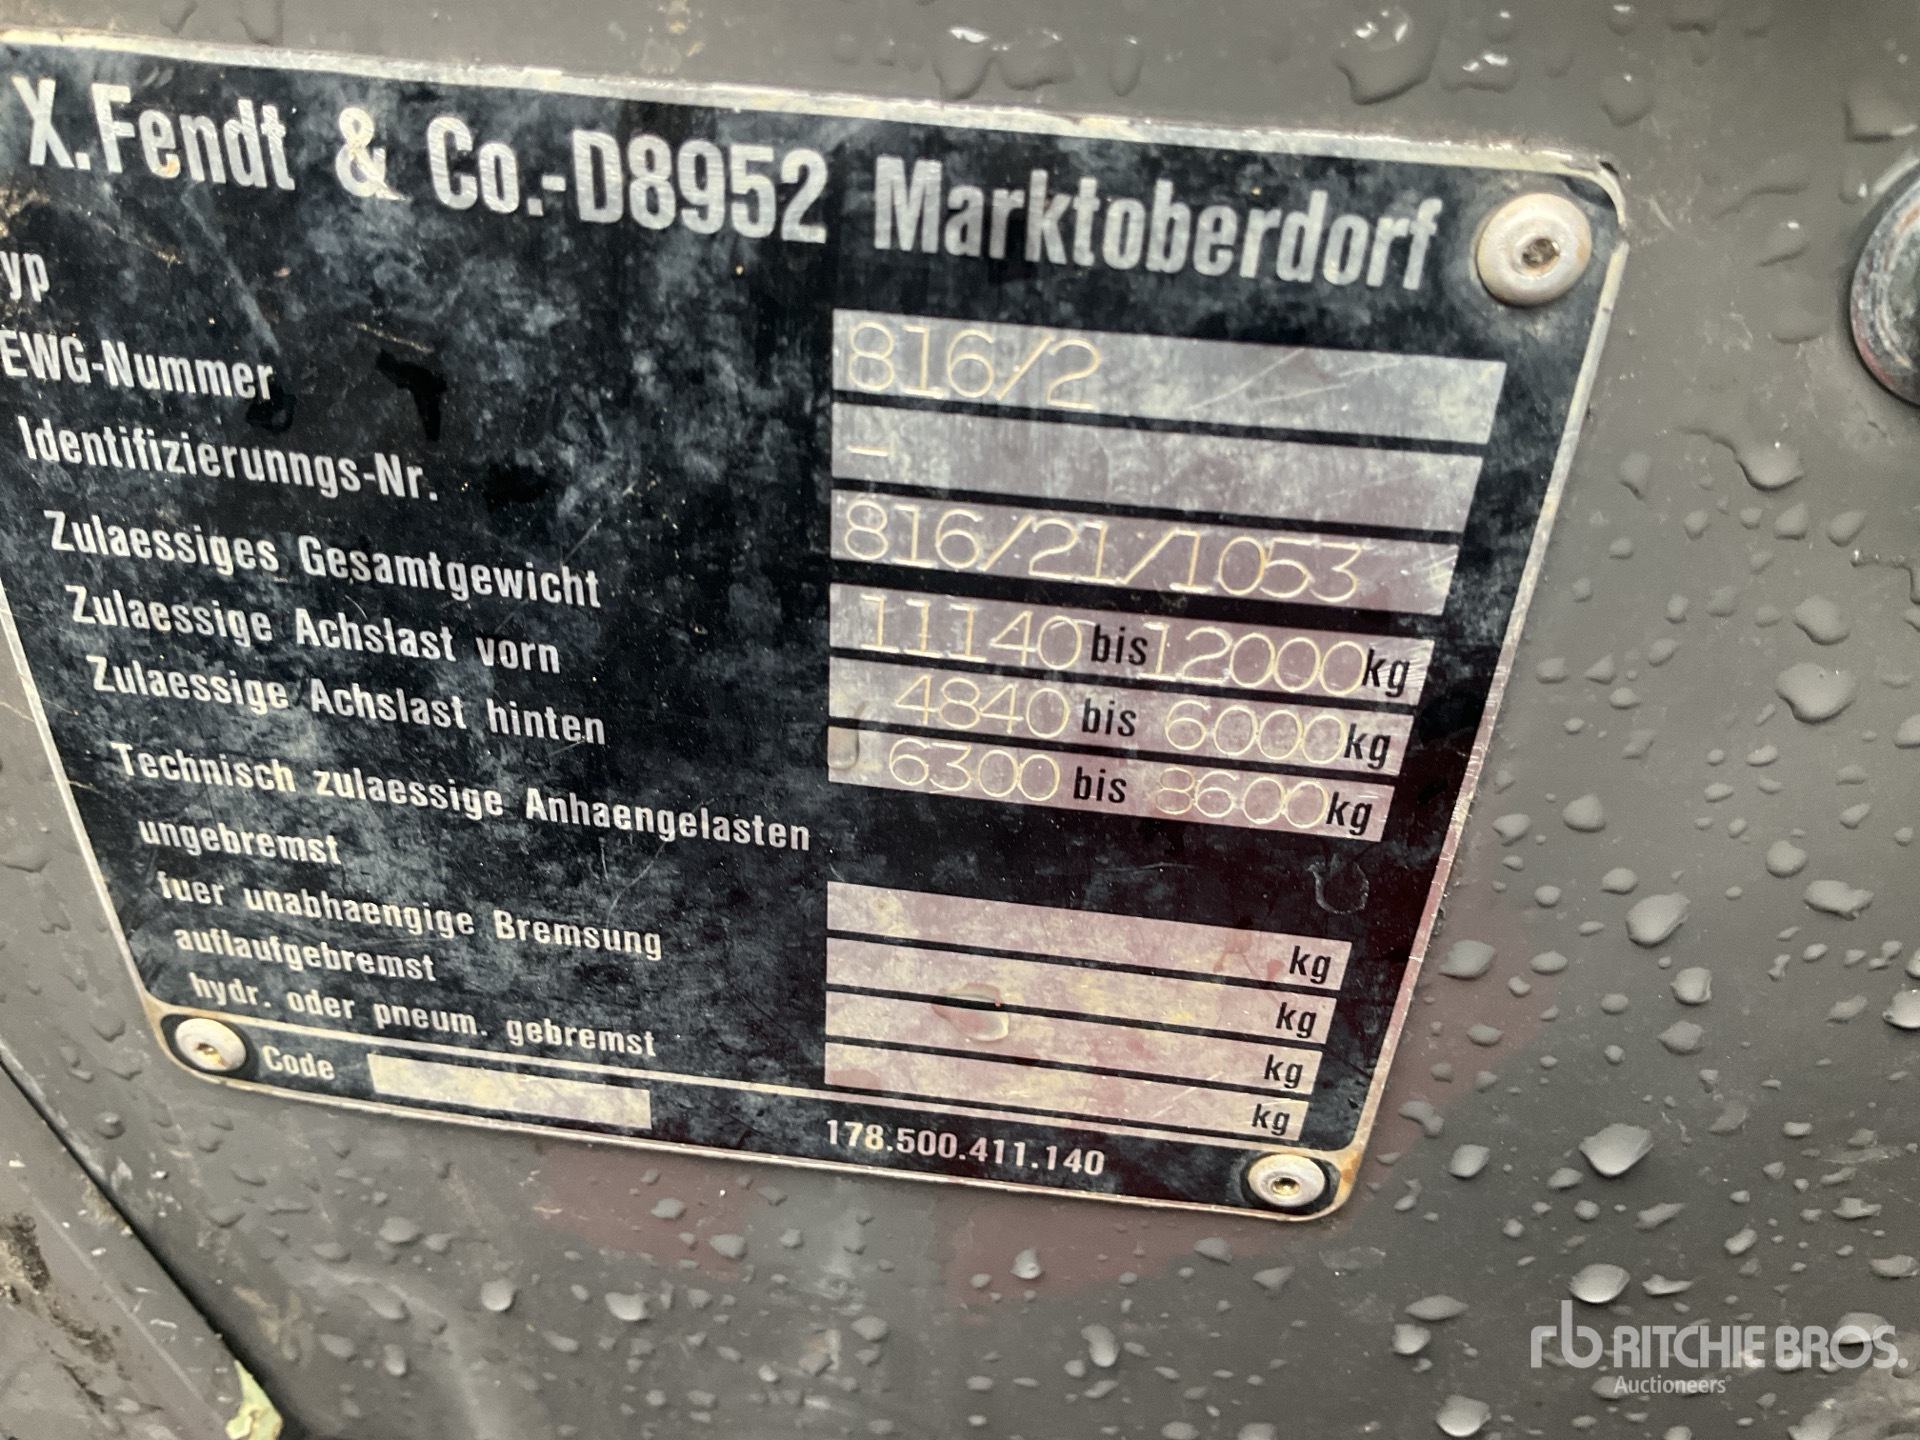 X.Fendt & Co.-D8952 Marktoberdorf
yp 816/2
EWG-Nummer -
Identifizierunngs-Nr. 816/21/1053
Zulaessiges Gesamtgewicht 11140 bis 12000 kg
Zulaessige Achslast vorn 4840 bis 6000 kg
Zulaessige Achslast hinten 6300 bis 8600 kg
Technisch zulaessige Anhaengelasten
ungebremst kg
fuer unabhaengige Bremsung kg
auflaufgebremst kg
hydr. oder pneum. gebremst kg
Code
178.500.411.140
rb RITCHIE BROS.
Auctioneers